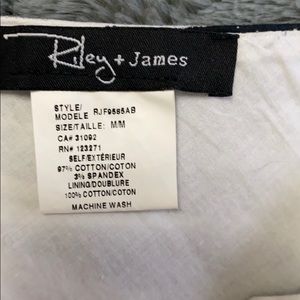 Riley + James
STYLE/
MODELE RJF9585AB
SIZE/TAILLE: M/M
CA# 31092
RN# 123271
SELF/EXTÉRIEUR
97% COTTON/COTON
3% SPANDEX
LINING/DOUBLURE
100% COTTON/COTON
MACHINE WASH